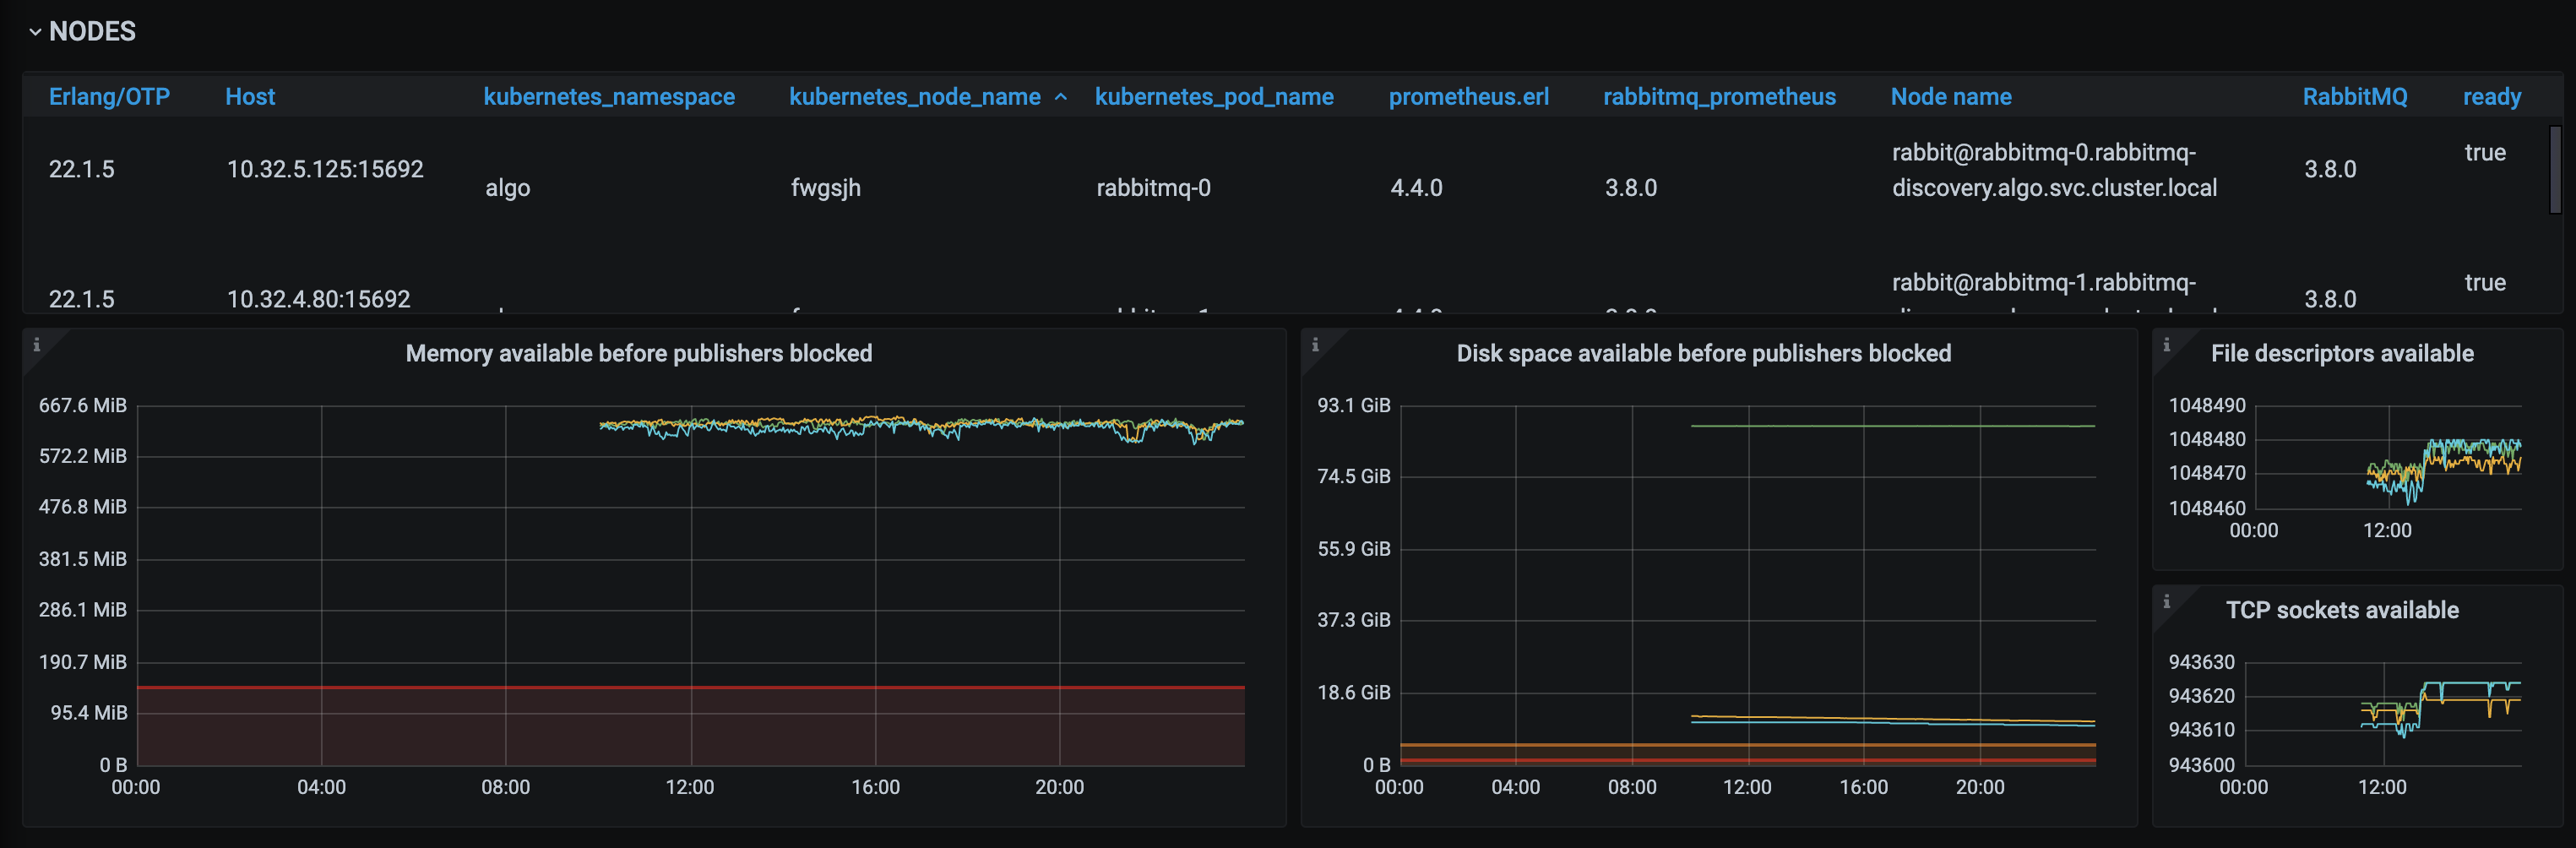 NODES
Erlang/OTP Host kubernetes_namespace kubernetes_node_name kubernetes_pod_name prometheus.erl rabbitmq_prometheus Node name RabbitMQ ready
22.1.5 10.32.5.125:15692 algo fwgsjh rabbitmq-0 4.4.0 3.8.0 rabbit@rabbitmq-0.rabbitmq- 3.8.0 true
discovery.algo.svc.cluster.local
22.1.5 10.32.4.80:15692 rabbit@rabbitmq-1.rabbitmq- 3.8.0 true
Memory available before publishers blocked
667.6 MiB
572.2 MiB
476.8 MiB
381.5 MiB
286.1 MiB
190.7 MiB
95.4 MiB
0 B
00:00 04:00 08:00 12:00 16:00 20:00
Disk space available before publishers blocked
93.1 GiB
74.5 GiB
55.9 GiB
37.3 GiB
18.6 GiB
0 B
00:00 04:00 08:00 12:00 16:00 20:00
File descriptors available
1048490
1048480
1048470
1048460
00:00 12:00
TCP sockets available
943630
943620
943610
943600
00:00 12:00